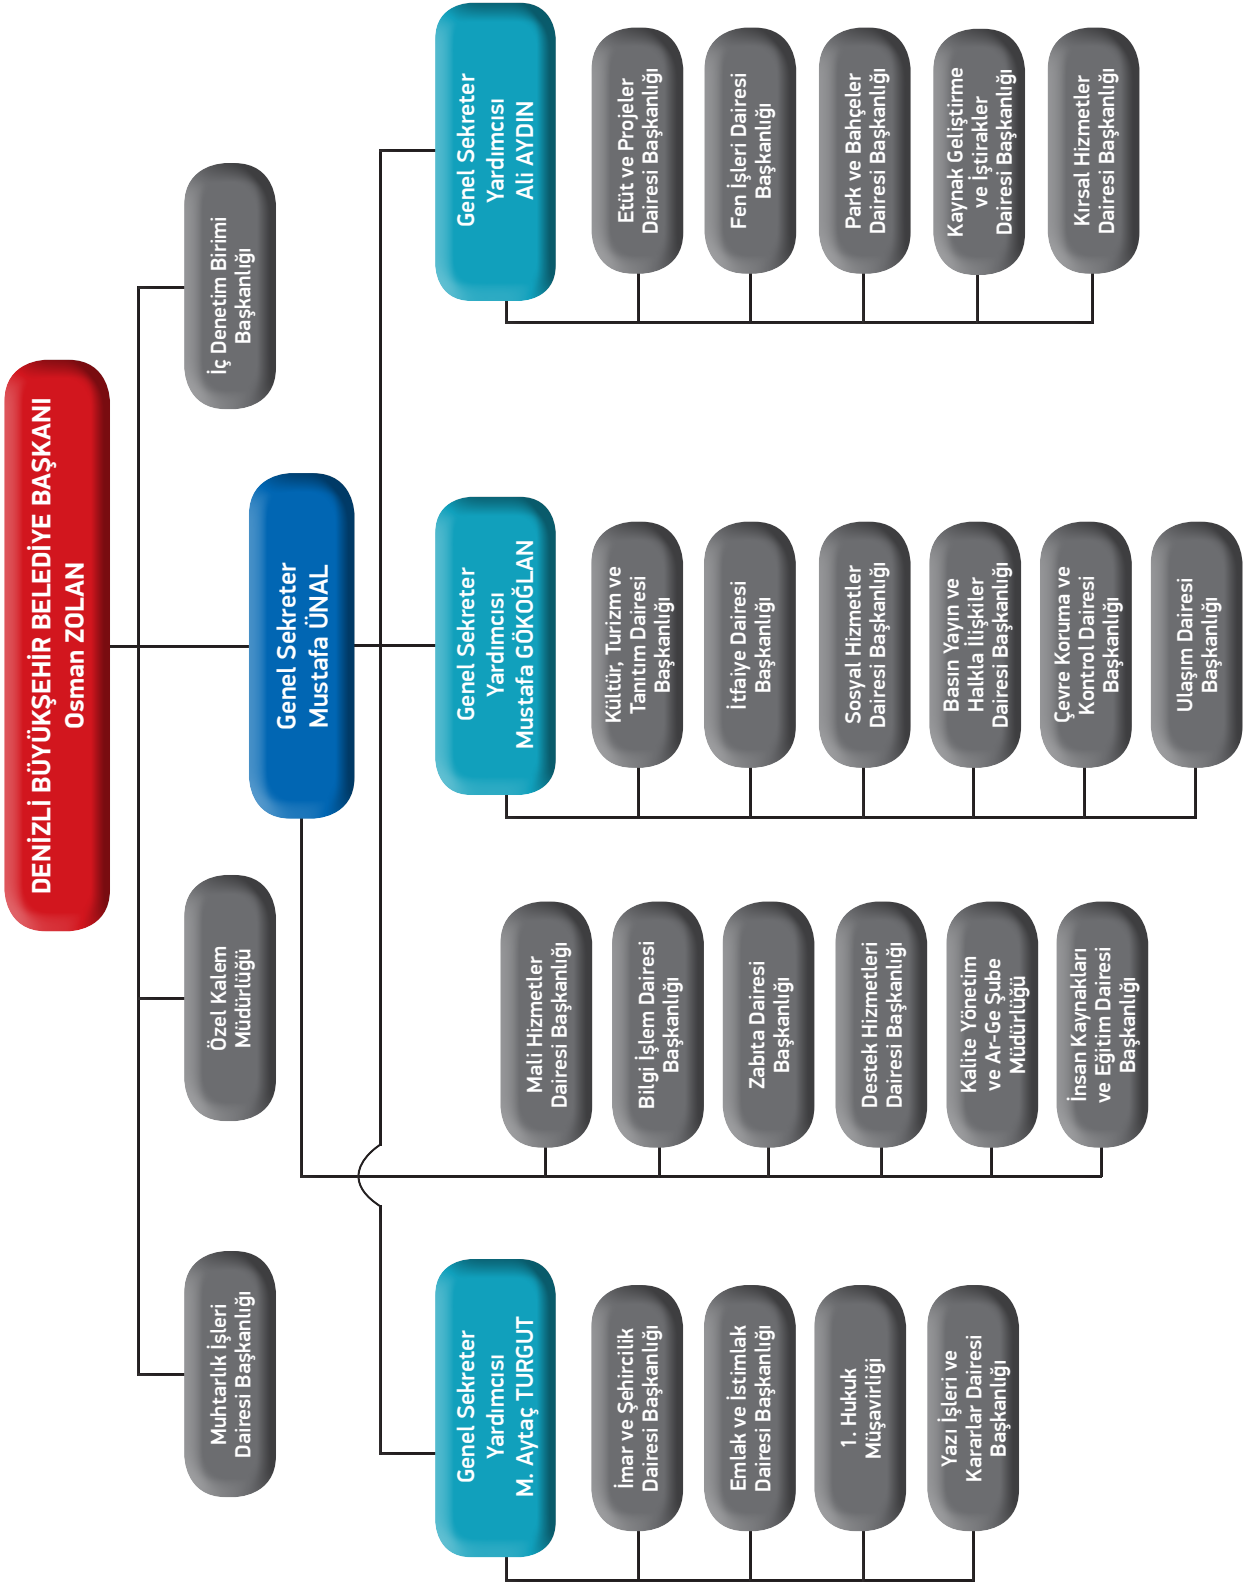 DENİZLİ BÜYÜKŞEHİR BELEDİYE BAŞKANI
Osman ZOLAN
Muhtarlık İşleri
Dairesi Başkanlığı
Özel Kalem
Müdürlüğü
İç Denetim Birimi
Başkanlığı
Genel Sekreter
Mustafa ÜNAL
Genel Sekreter
Yardımcısı
M. Aytaç TURGUT
İmar ve Şehircilik
Dairesi Başkanlığı
Emlak ve İstimlak
Dairesi Başkanlığı
1. Hukuk
Müşavirliği
Yazı İşleri ve
Kararlar Dairesi
Başkanlığı
Mali Hizmetler
Dairesi Başkanlığı
Bilgi İşlem Dairesi
Başkanlığı
Zabıta Dairesi
Başkanlığı
Destek Hizmetleri
Dairesi Başkanlığı
Kalite Yönetim
ve Ar-Ge Şube
Müdürlüğü
İnsan Kaynakları
ve Eğitim Dairesi
Başkanlığı
Genel Sekreter
Yardımcısı
Mustafa GÖKOĞLAN
Kültür, Turizm ve
Tanıtım Dairesi
Başkanlığı
İtfaiye Dairesi
Başkanlığı
Sosyal Hizmetler
Dairesi Başkanlığı
Basın Yayın ve
Halkla İlişkiler
Dairesi Başkanlığı
Çevre Koruma ve
Kontrol Dairesi
Başkanlığı
Ulaşım Dairesi
Başkanlığı
Genel Sekreter
Yardımcısı
Ali AYDIN
Etüt ve Projeler
Dairesi Başkanlığı
Fen İşleri Dairesi
Başkanlığı
Park ve Bahçeler
Dairesi Başkanlığı
Kaynak Geliştirme
ve İştirakler
Dairesi Başkanlığı
Kırsal Hizmetler
Dairesi Başkanlığı